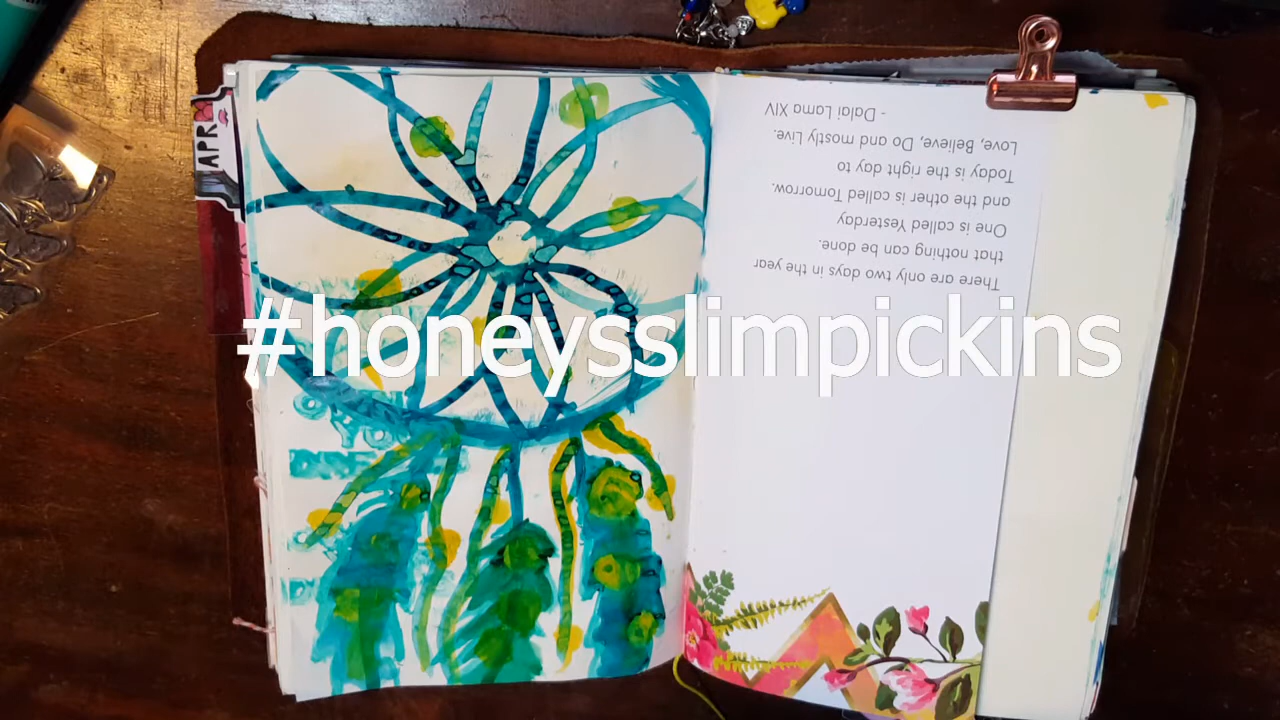 APR
There are only two days in the year
that nothing can be done.
One is called Yesterday
and the other is called Tomorrow.
Today is the right day to
Love, Believe, Do and mostly Live.
- Dalai Lama XIV
#honeysslimpickins